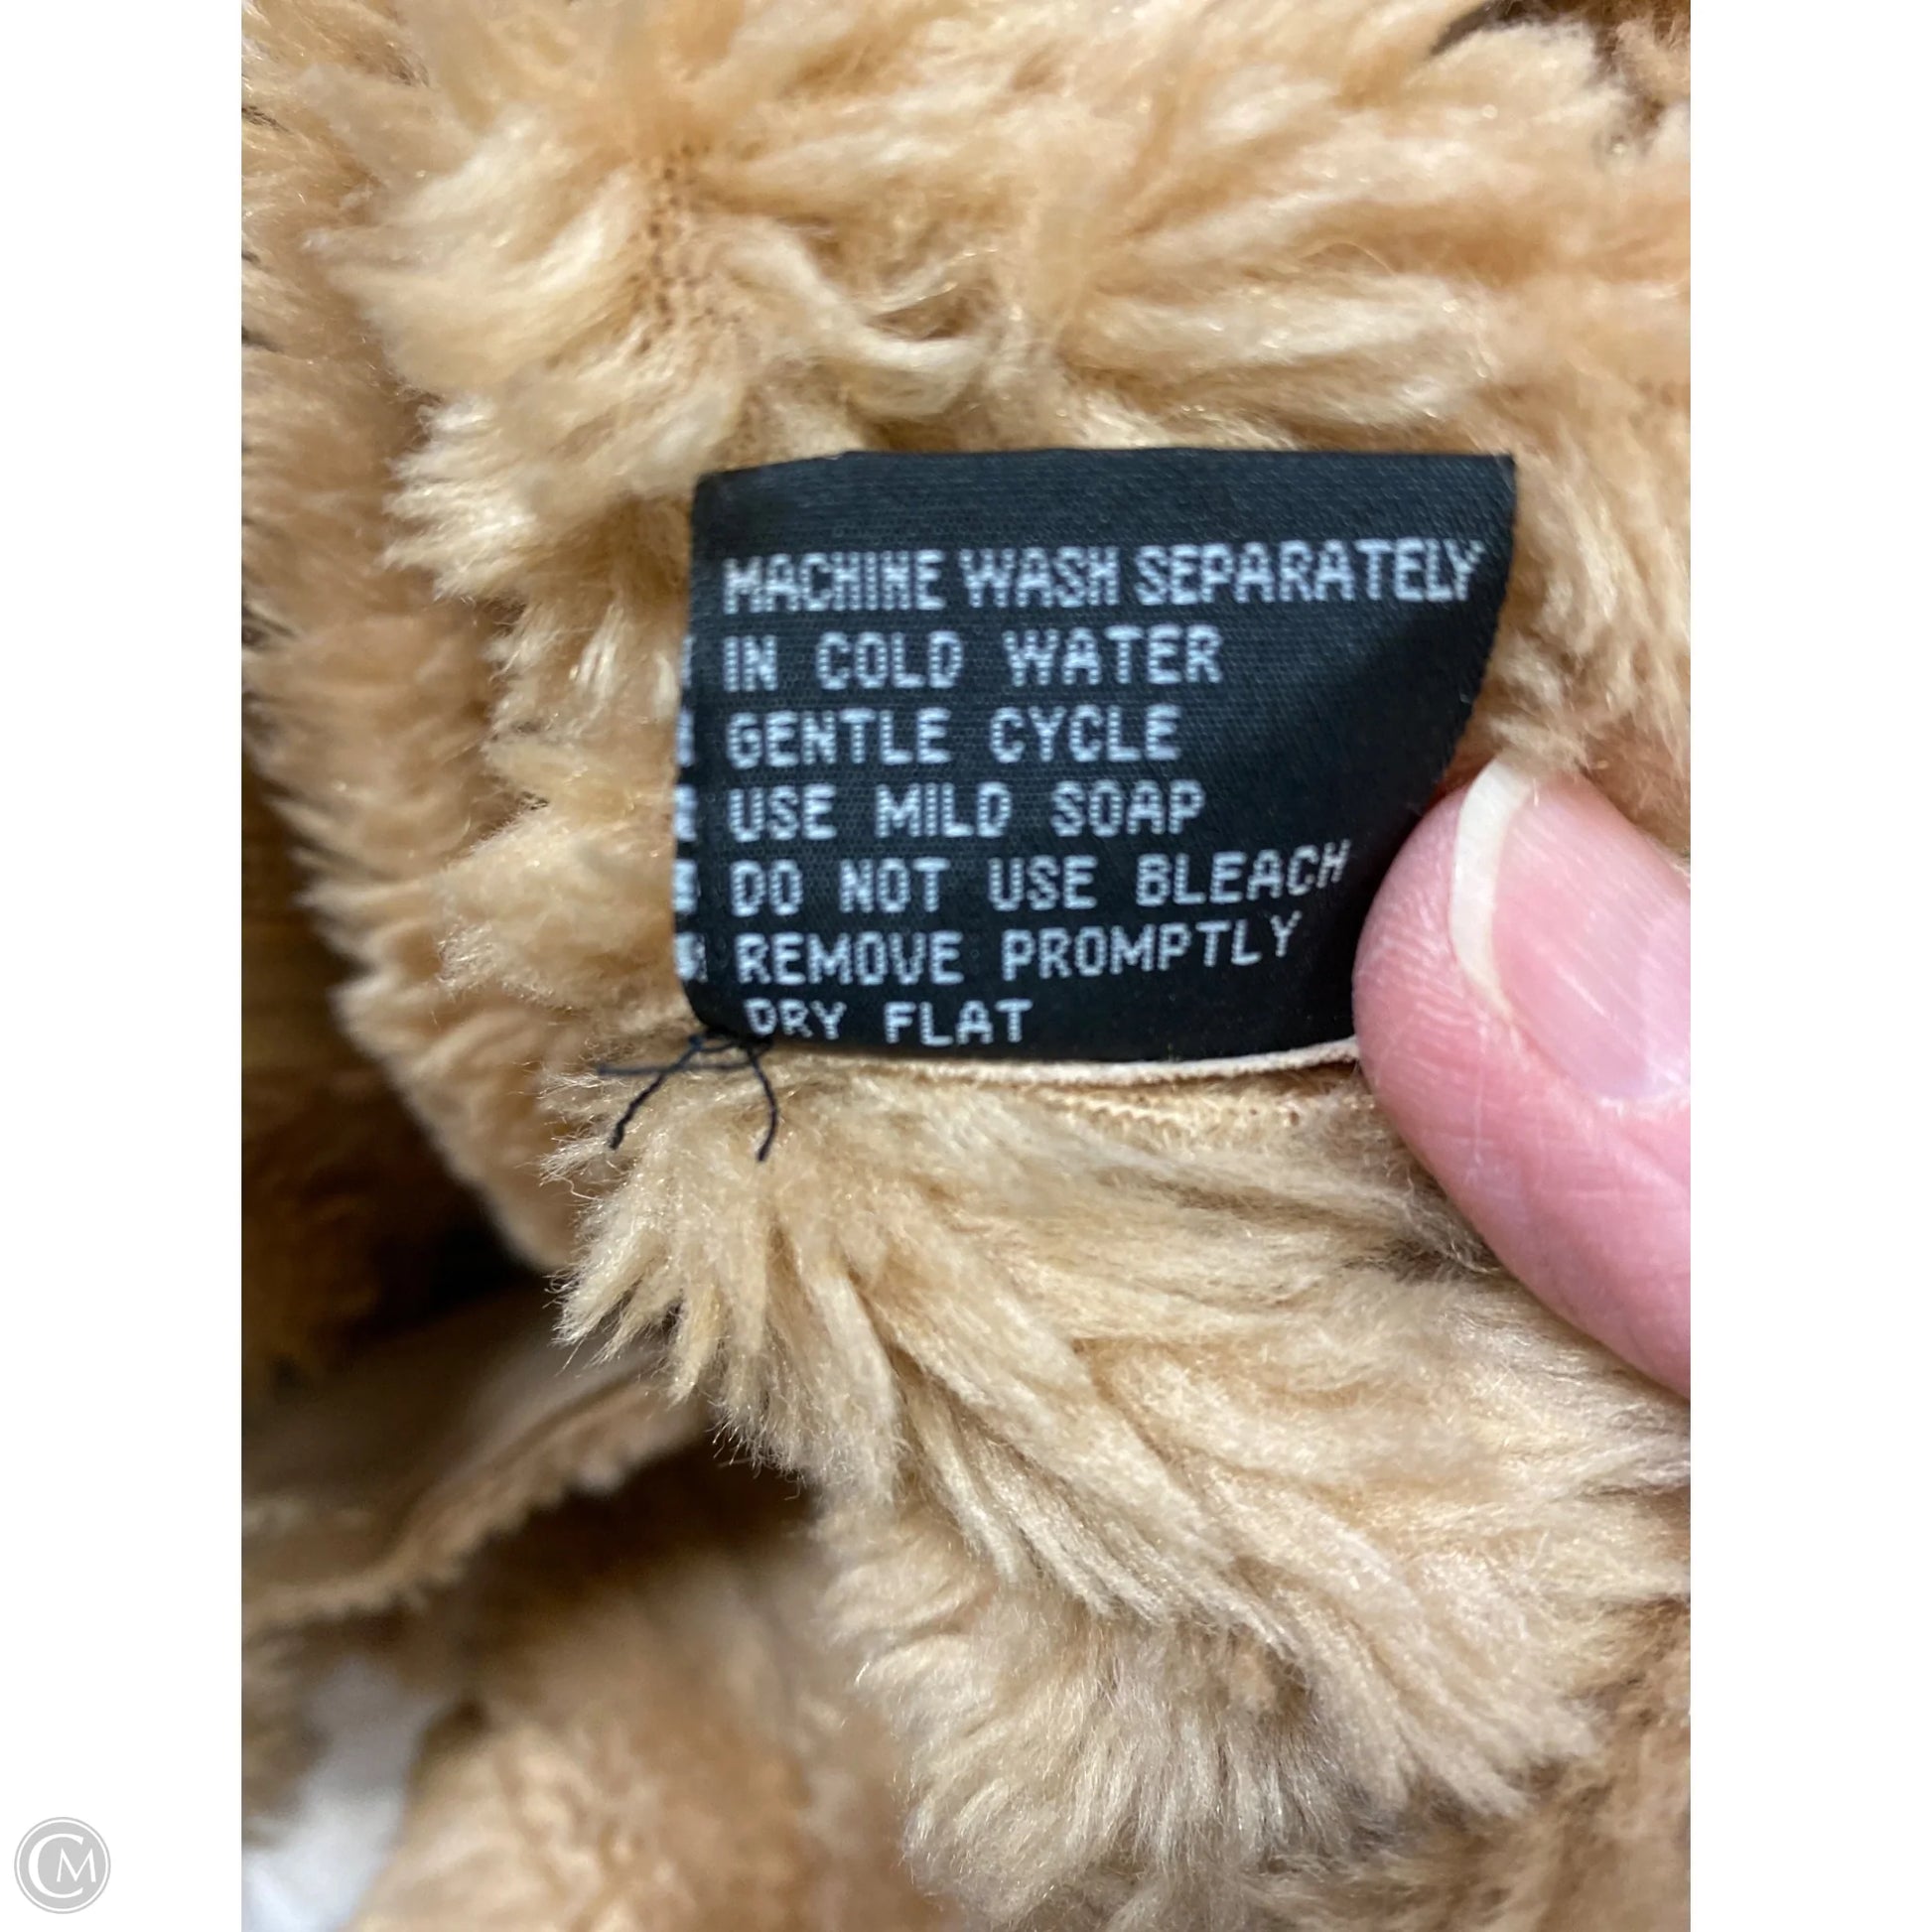 MACHINE WASH SEPARATELY
IN COLD WATER
GENTLE CYCLE
USE MILD SOAP
DO NOT USE BLEACH
REMOVE PROMPTLY
DRY FLAT
CM